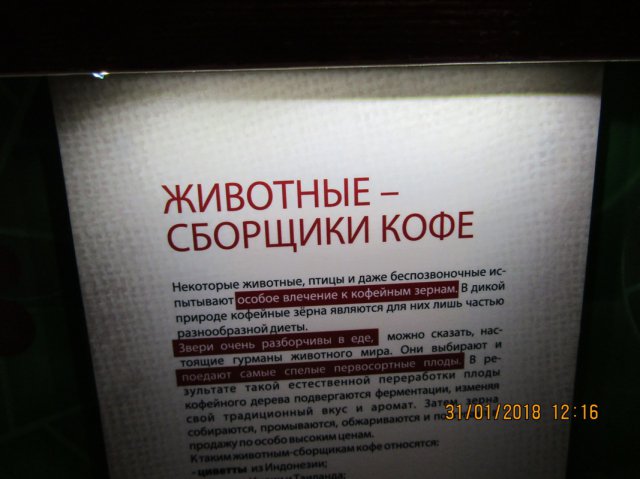 ЖИВОТНЫЕ –
СБОРЩИКИ КОФЕ
Некоторые животные, птицы и даже беспозвоночные ис-
пытывают особое влечение к кофейным зернам. В дикой
природе кофейные зёрна являются для них лишь частью
разнообразной диеты.
Звери очень разборчивы в еде, можно сказать, нас-
тоящие гурманы животного мира. Они выбирают и
поедают самые спелые первосортные плоды. В ре-
зультате такой естественной переработки плоды
кофейного дерева подвергаются ферментации, изменяя
свой традиционный вкус и аромат. Затем зерна
собираются, промываются, обжариваются и
продажу по особо высоким ценам.
К таким животным-сборщикам кофе относятся:
- циветты из Индонезии;
и Таиланда;
31/01/2018 12:16